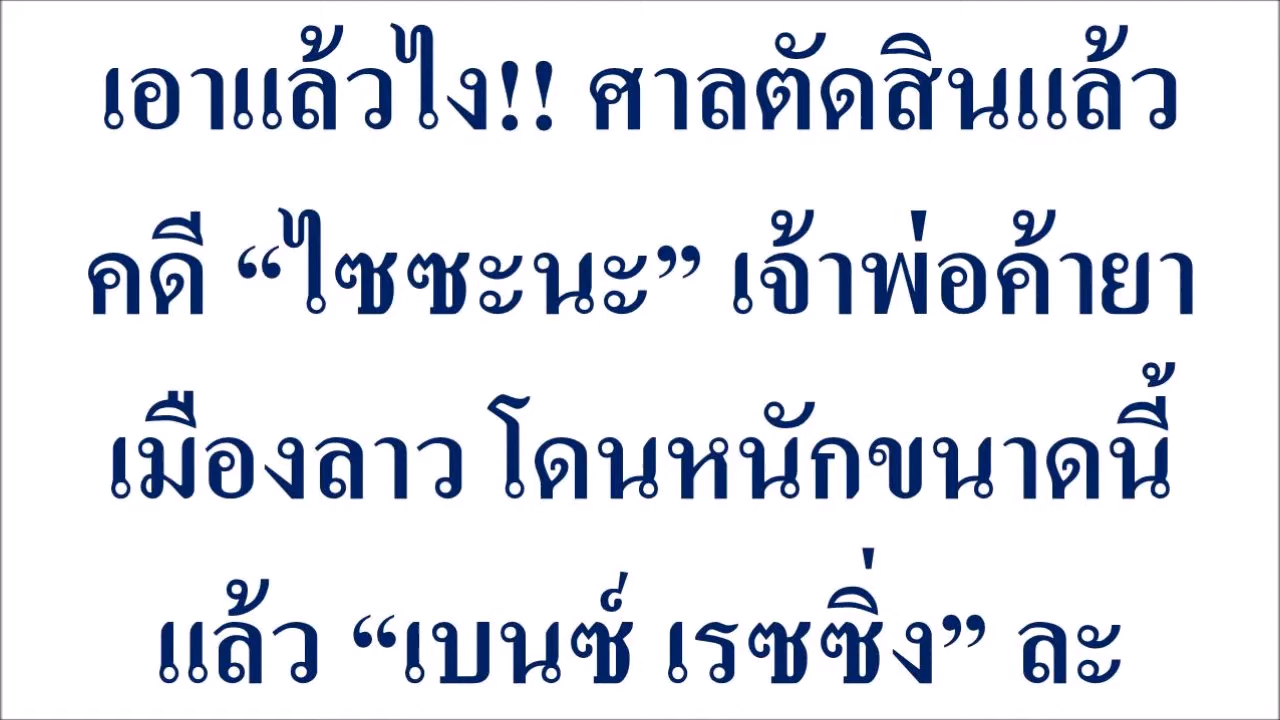 เอาแล้วไง!! ศาลตัดสินแล้ว
คดี “ไซซะนะ” เจ้าพ่อค้ายา
เมืองลาว โดนหนักขนาดนี้
แล้ว “เบนซ์ เรซซิ่ง” ละ